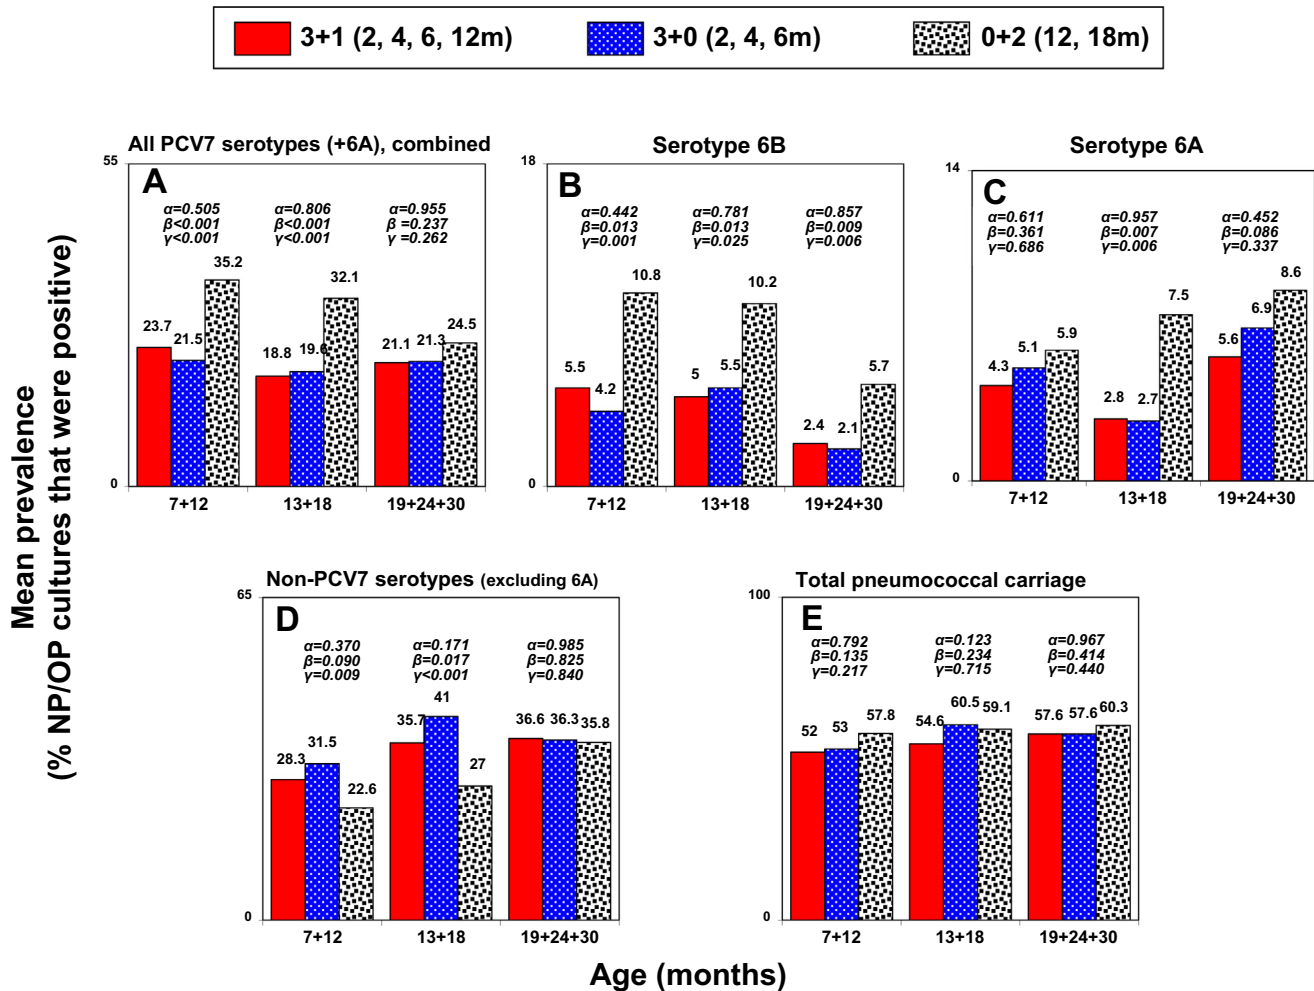 3+1 (2, 4, 6, 12m) 3+0 (2, 4, 6m) 0+2 (12, 18m)
Mean prevalence
(% NP/OP cultures that were positive)
All PCV7 serotypes (+6A), combined
55
A
α=0.505 α=0.806 α=0.955
β<0.001 β<0.001 β =0.237
γ<0.001 γ<0.001 γ =0.262
35.2
32.1
23.7 21.5 18.8 19.6 21.1 21.3 24.5
0
7+12 13+18 19+24+30
Serotype 6B
18
B
α=0.442 α=0.781 α=0.857
β=0.013 β=0.013 β=0.009
γ=0.001 γ=0.025 γ=0.006
10.8 10.2
5.5 4.2 5 5.5 2.4 2.1 5.7
0
7+12 13+18 19+24+30
Serotype 6A
14
C
α=0.611 α=0.957 α=0.452
β=0.361 β=0.007 β=0.086
γ=0.686 γ=0.006 γ=0.337
4.3 5.1 5.9 2.8 2.7 7.5 5.6 6.9 8.6
0
7+12 13+18 19+24+30
Non-PCV7 serotypes (excluding 6A)
65
D
α=0.370 α=0.171 α=0.985
β=0.090 β=0.017 β=0.825
γ=0.009 γ<0.001 γ=0.840
28.3 31.5 22.6 35.7 41 27 36.6 36.3 35.8
0
7+12 13+18 19+24+30
Total pneumococcal carriage
100
E
α=0.792 α=0.123 α=0.967
β=0.135 β=0.234 β=0.414
γ=0.217 γ=0.715 γ=0.440
52 53 57.8 54.6 60.5 59.1 57.6 57.6 60.3
0
7+12 13+18 19+24+30
Age (months)